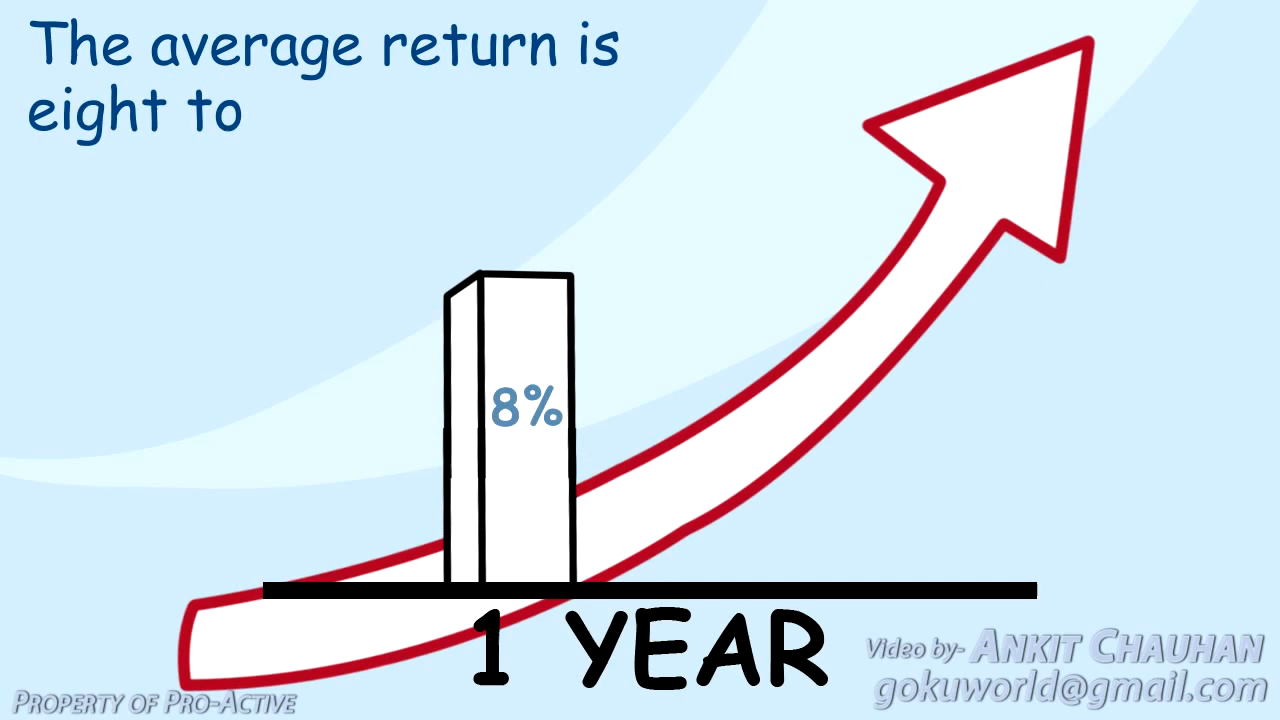 The average return is
eight to
8%
1 YEAR
Video by- ANKIT CHAUHAN
gokuworld@gmail.com
PROPERTY OF PRO-ACTIVE